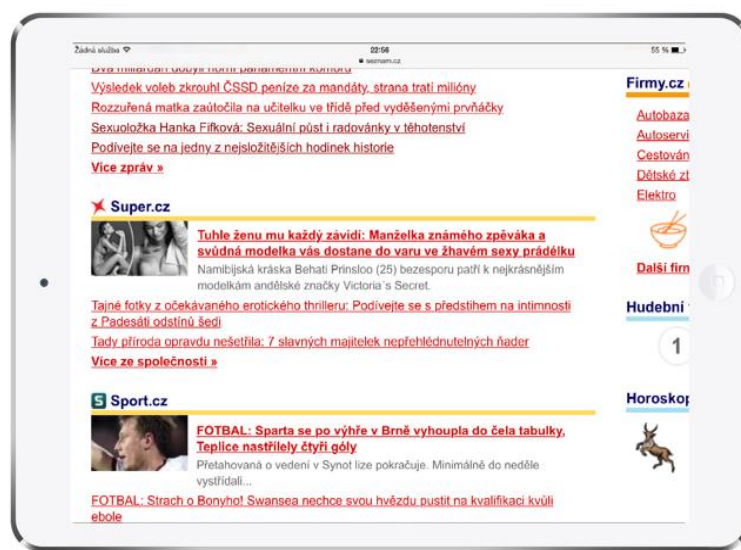 Žádná služba
22:56
55 %
seznam.cz
Dva miliardáři dobyli horní parlamentní komoru
Výsledek voleb zkrouhl ČSSD peníze za mandáty, strana tratí milióny
Rozzuřená matka zaútočila na učitelku ve třídě před vyděšenými prvňáčky
Sexuoložka Hanka Fifková: Sexuální půst i radovánky v těhotenství
Podívejte se na jedny z nejsložitějších hodinek historie
Více zpráv »
Super.cz
Tuhle ženu mu každý závidí: Manželka známého zpěváka a
svůdná modelka vás dostane do varu ve žhavém sexy prádélku
Namibijská kráska Behati Prinsloo (25) bezesporu patří k nejkrásnějším
modelkám andělské značky Victoria´s Secret.
Tajné fotky z očekávaného erotického thrilleru: Podívejte se s předstihem na intimnosti
z Padesáti odstínů šedi
Tady příroda opravdu nešetřila: 7 slavných majitelek nepřehlédnutelných ňader
Více ze společnosti »
Sport.cz
FOTBAL: Sparta se po výhře v Brně vyhoupla do čela tabulky,
Teplice nastřílely čtyři góly
Přetahovaná o vedení v Synot lize pokračuje. Minimálně do neděle
vystřídali...
FOTBAL: Strach o Bonyho! Swansea nechce svou hvězdu pustit na kvalifikaci kvůli
ebole
Firmy.cz
Autobaza
Autoservi
Cestován
Dětské zb
Elektro
Další firm
Hudební
1
Horoskop